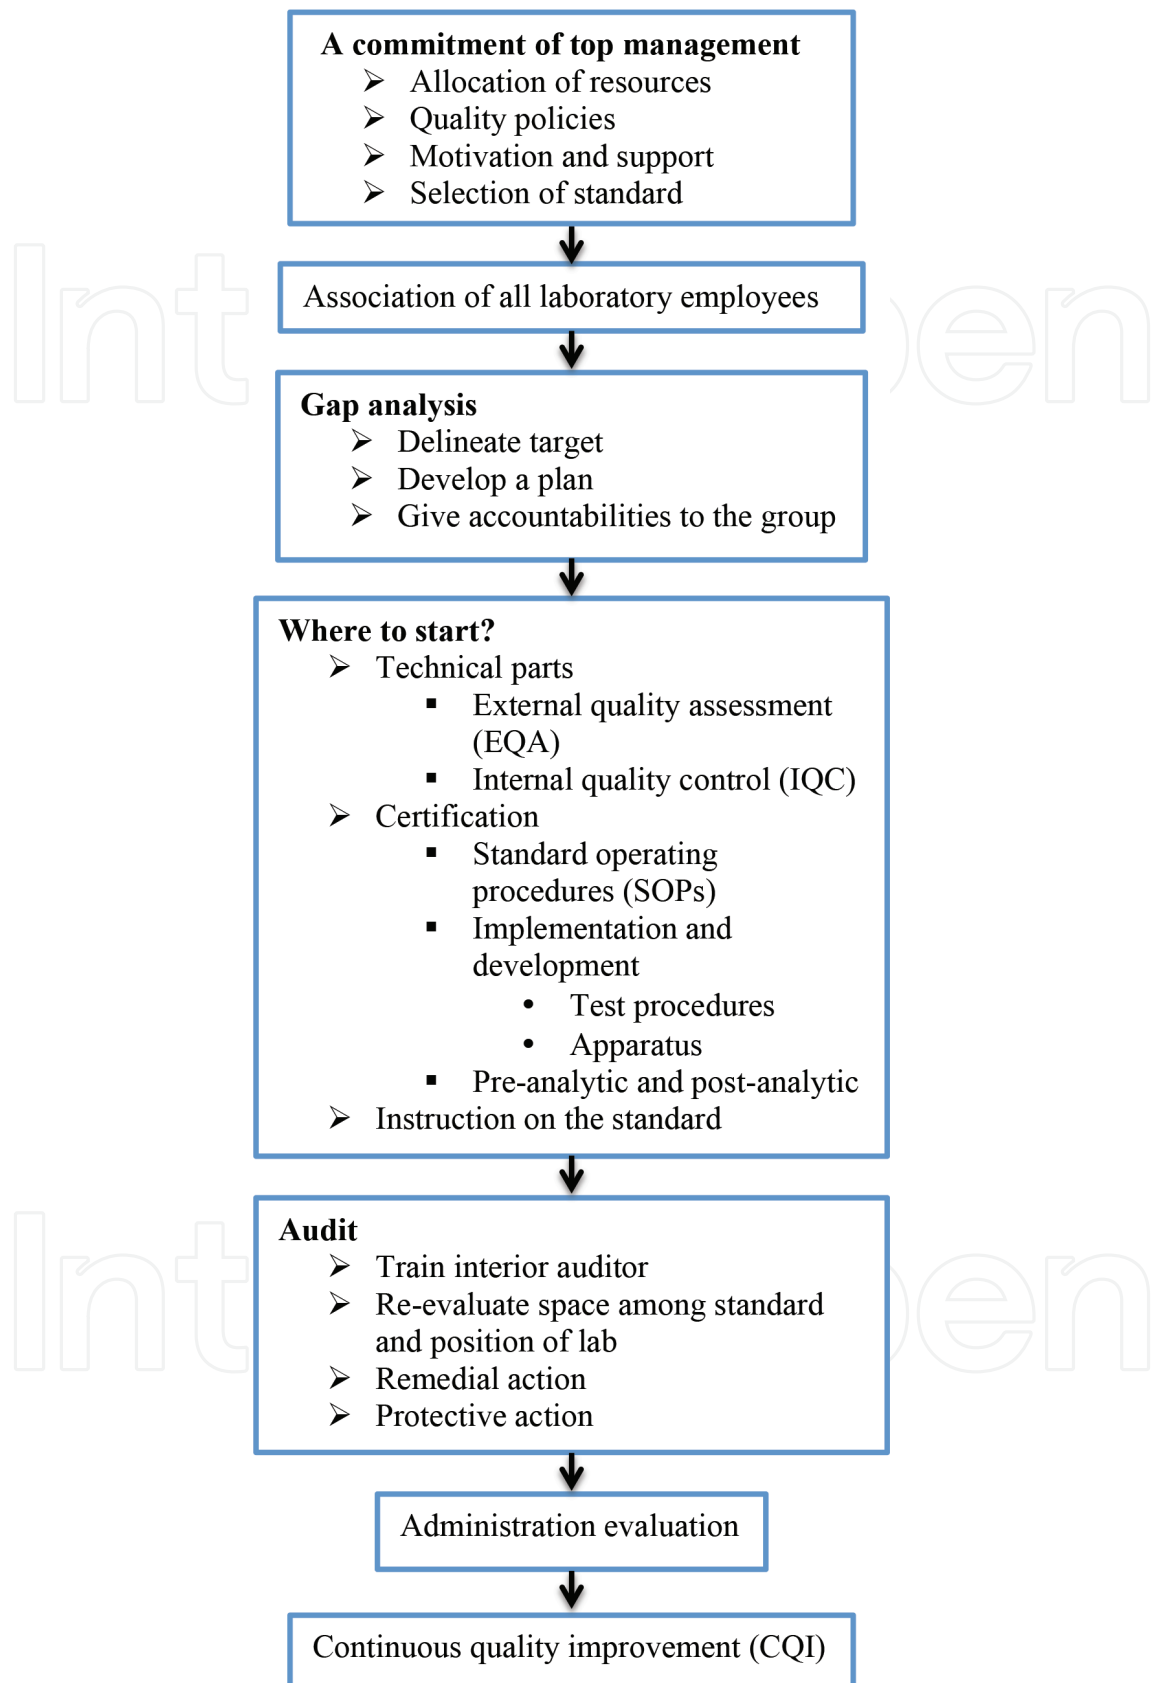 A commitment of top management
➢ Allocation of resources
➢ Quality policies
➢ Motivation and support
➢ Selection of standard
Association of all laboratory employees
Gap analysis
➢ Delineate target
➢ Develop a plan
➢ Give accountabilities to the group
Where to start?
➢ Technical parts
▪ External quality assessment
(EQA)
▪ Internal quality control (IQC)
➢ Certification
▪ Standard operating
procedures (SOPs)
▪ Implementation and
development
• Test procedures
• Apparatus
▪ Pre-analytic and post-analytic
➢ Instruction on the standard
Audit
➢ Train interior auditor
➢ Re-evaluate space among standard
and position of lab
➢ Remedial action
➢ Protective action
Administration evaluation
Continuous quality improvement (CQI)